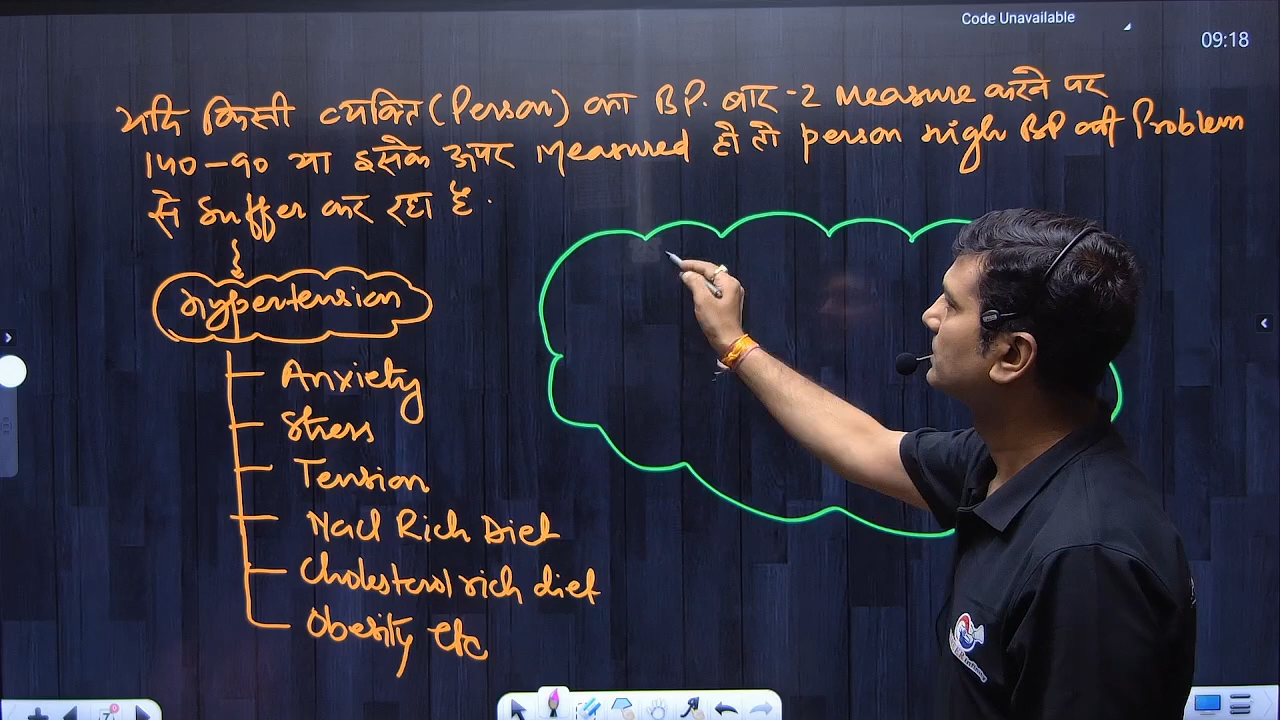 Code Unavailable
09:18
यदि किसी व्यक्ति (Person) का BP. बार-2 measure करने पर
140-90 या इसके ऊपर measured हो तो person high BP की Problem
से suffer कर रहा है.
Hypertension
Anxiety
Stress
Tension
Nacl Rich Diet
Cholesterol rich diet
Obesity etc